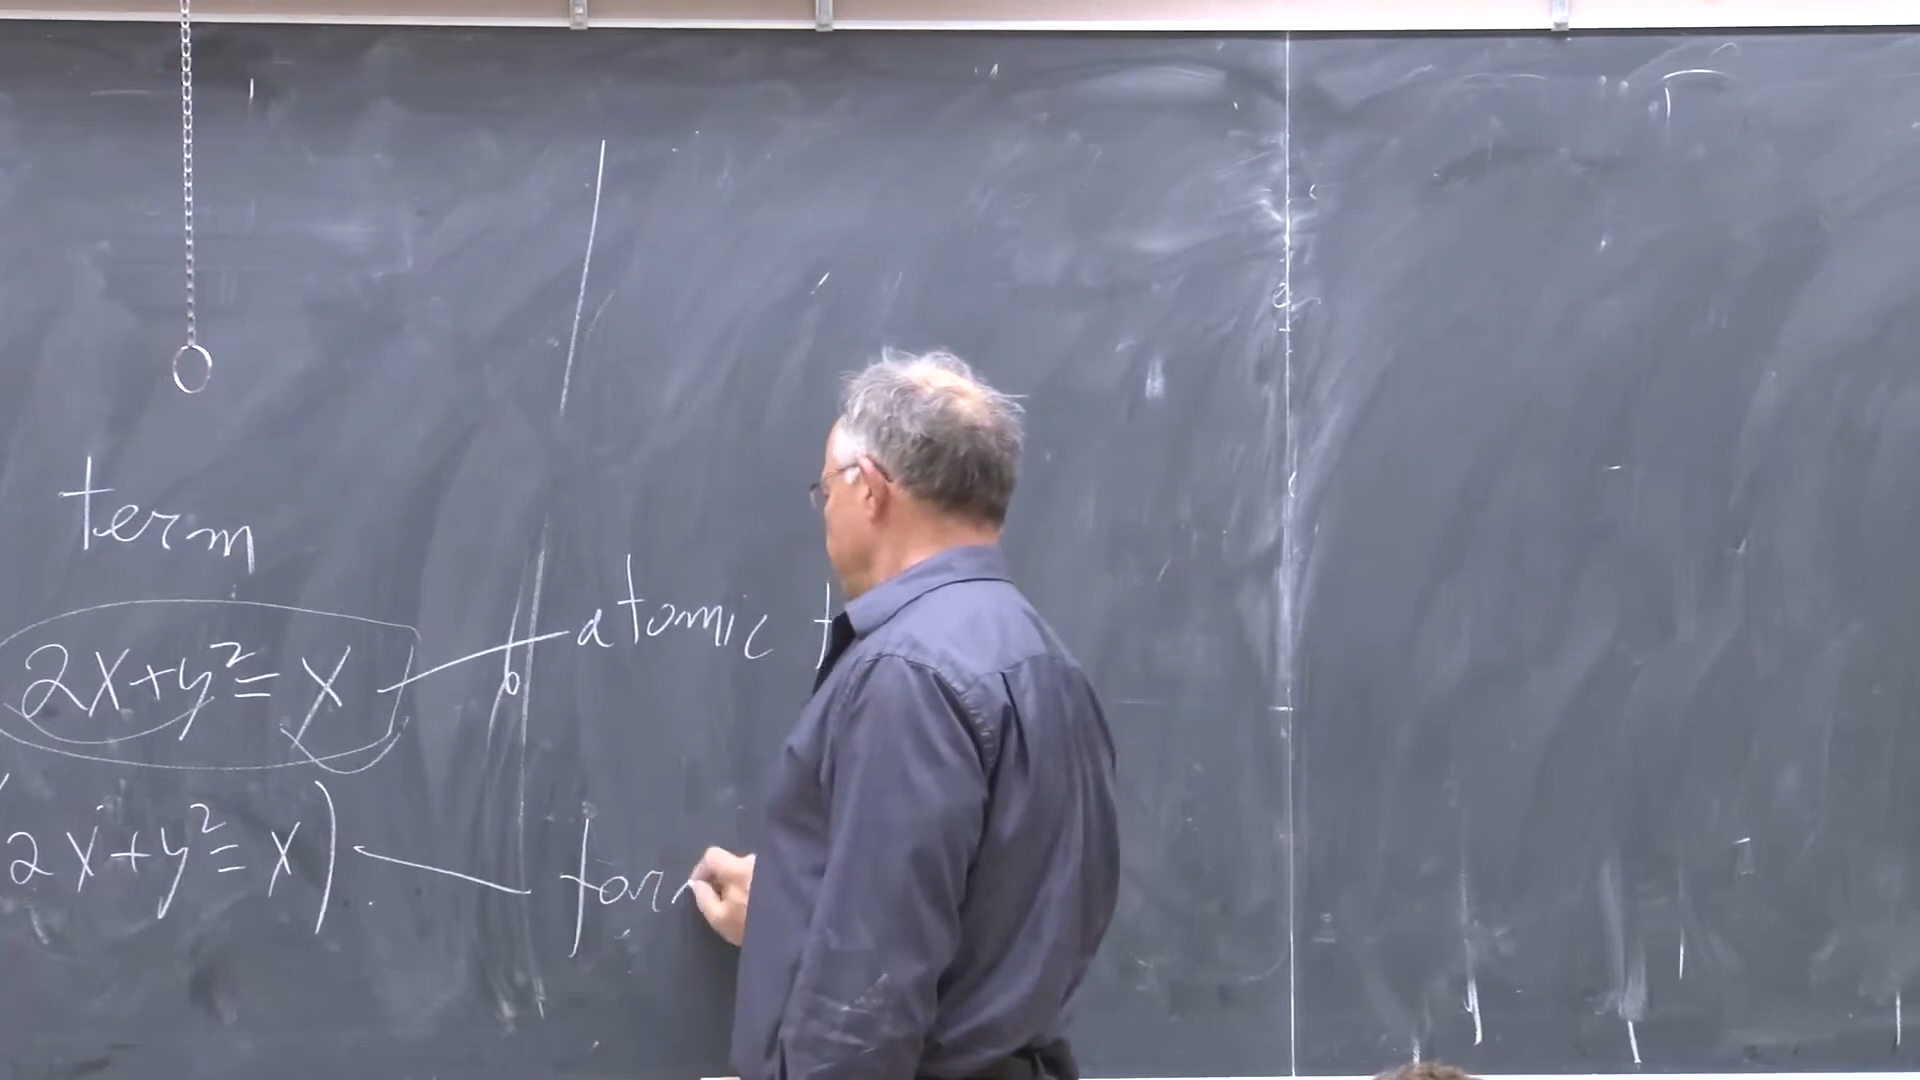 term
2x+y²=x atomic f
2x+y²=x) form